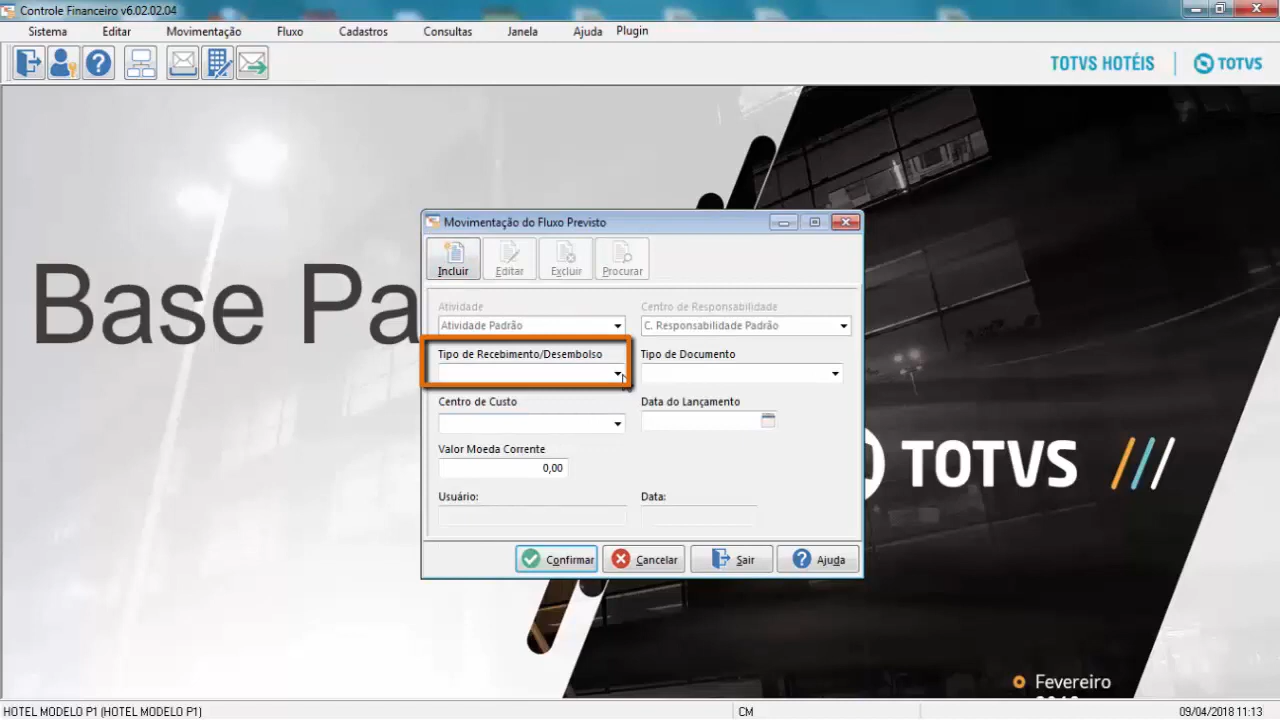 Controle Financeiro v6.02.02.04
Sistema Editar Movimentação Fluxo Cadastros Consultas Janela Ajuda Plugin
TOTVS HOTÉIS TOTVS
Base Pa
Movimentação do Fluxo Previsto
Incluir Editar Excluir Procurar
Atividade Centro de Responsabilidade
Atividade Padrão C. Responsabilidade Padrão
Tipo de Recebimento/Desembolso Tipo de Documento
Centro de Custo Data do Lançamento
Valor Moeda Corrente
0,00
Usuário: Data:
Confirmar Cancelar Sair Ajuda
TOTVS
Fevereiro
HOTEL MODELO P1 (HOTEL MODELO P1) CM 09/04/2018 11:13